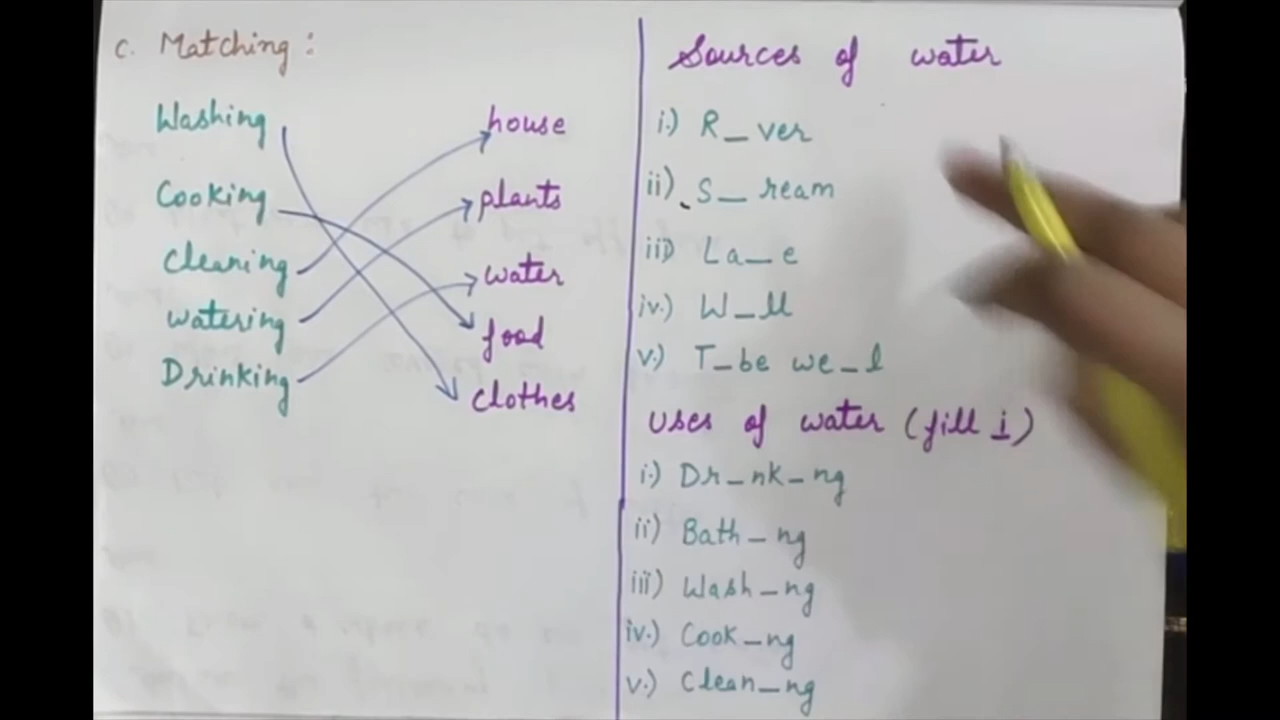 c. Matching :
Washing
Cooking
Cleaning
watering
Drinking
house
plants
water
food
clothes
Sources of water
i.) R_ver
ii) S_ream
iii) La_e
iv.) W_ll
v.) T_be we_l
Uses of water (fill i)
i.) Dr_nk_ng
ii) Bath_ng
iii) Wash_ng
iv.) Cook_ng
v.) Clean_ng